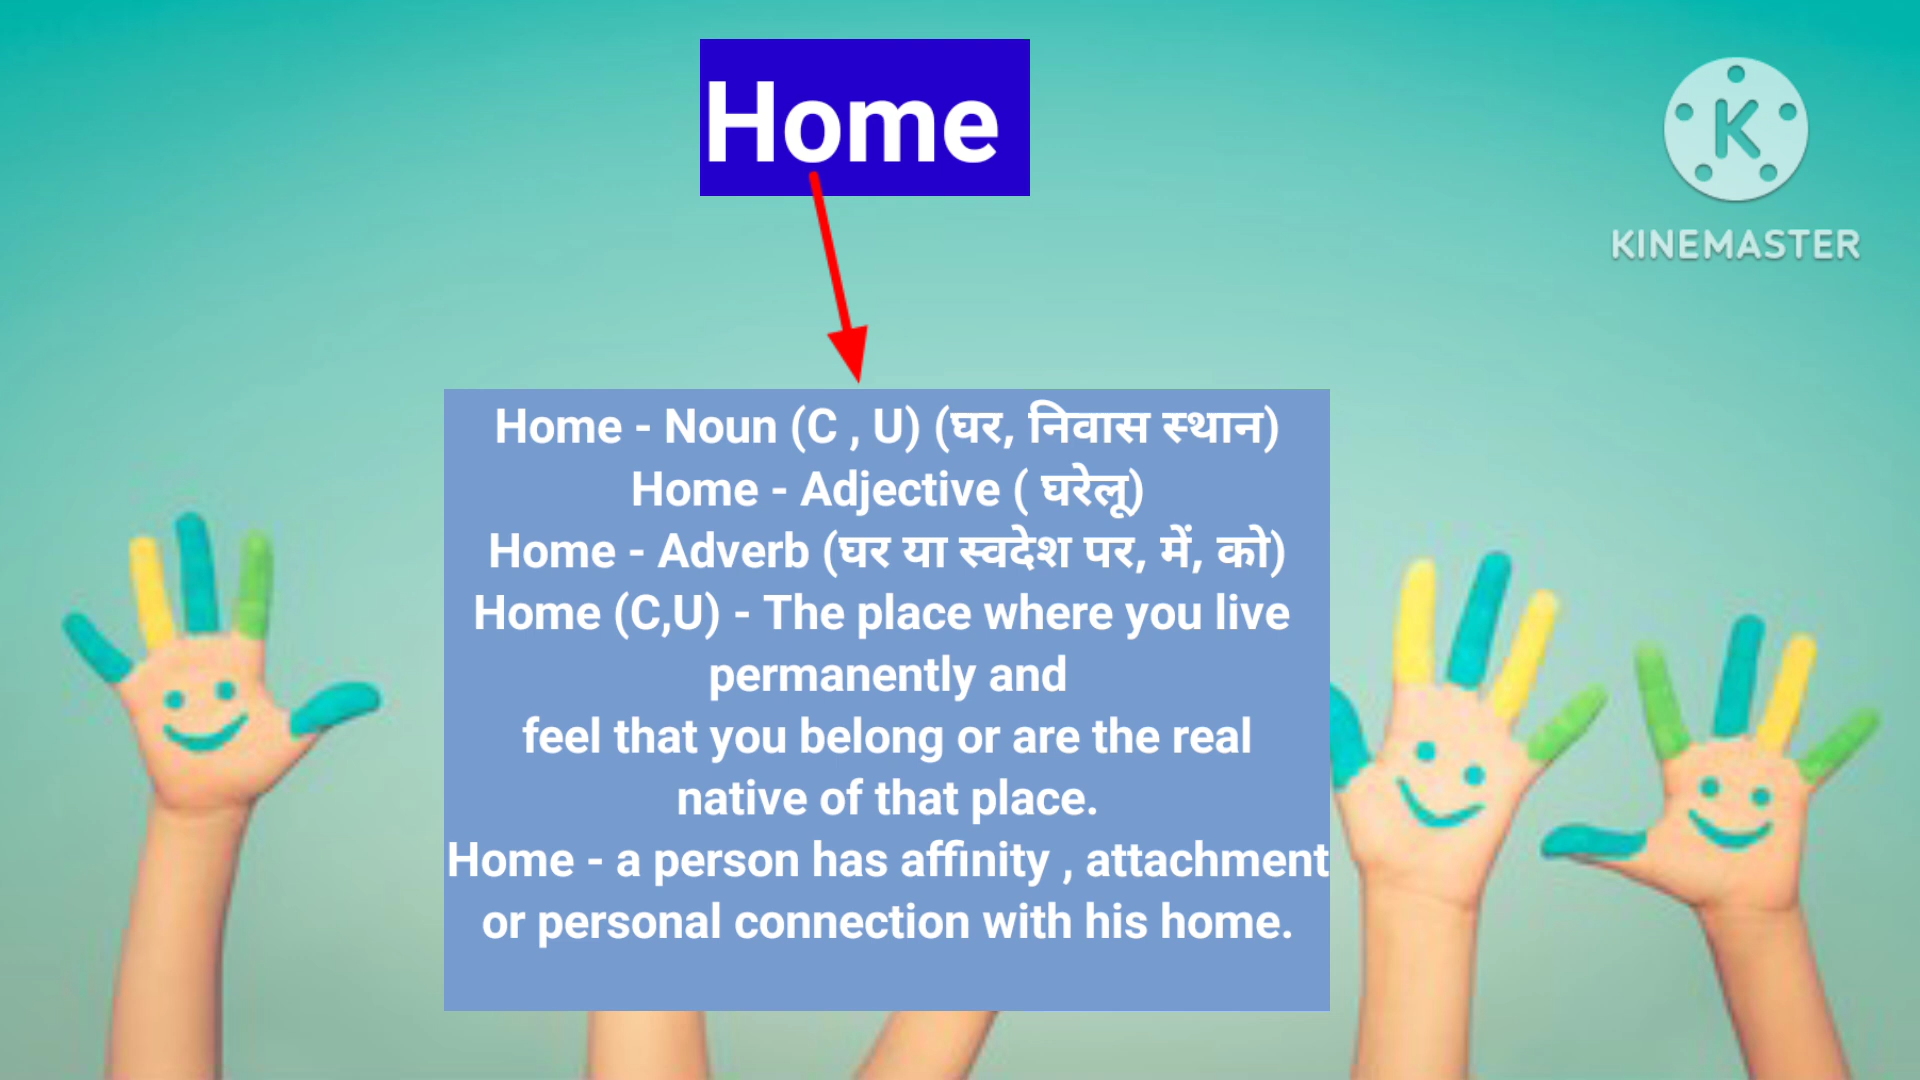 Home
K
KINEMASTER
Home - Noun (C , U) (घर, निवास स्थान)
Home - Adjective ( घरेलू)
Home - Adverb (घर या स्वदेश पर, में, को)
Home (C,U) - The place where you live
permanently and
feel that you belong or are the real
native of that place.
Home - a person has affinity , attachment
or personal connection with his home.